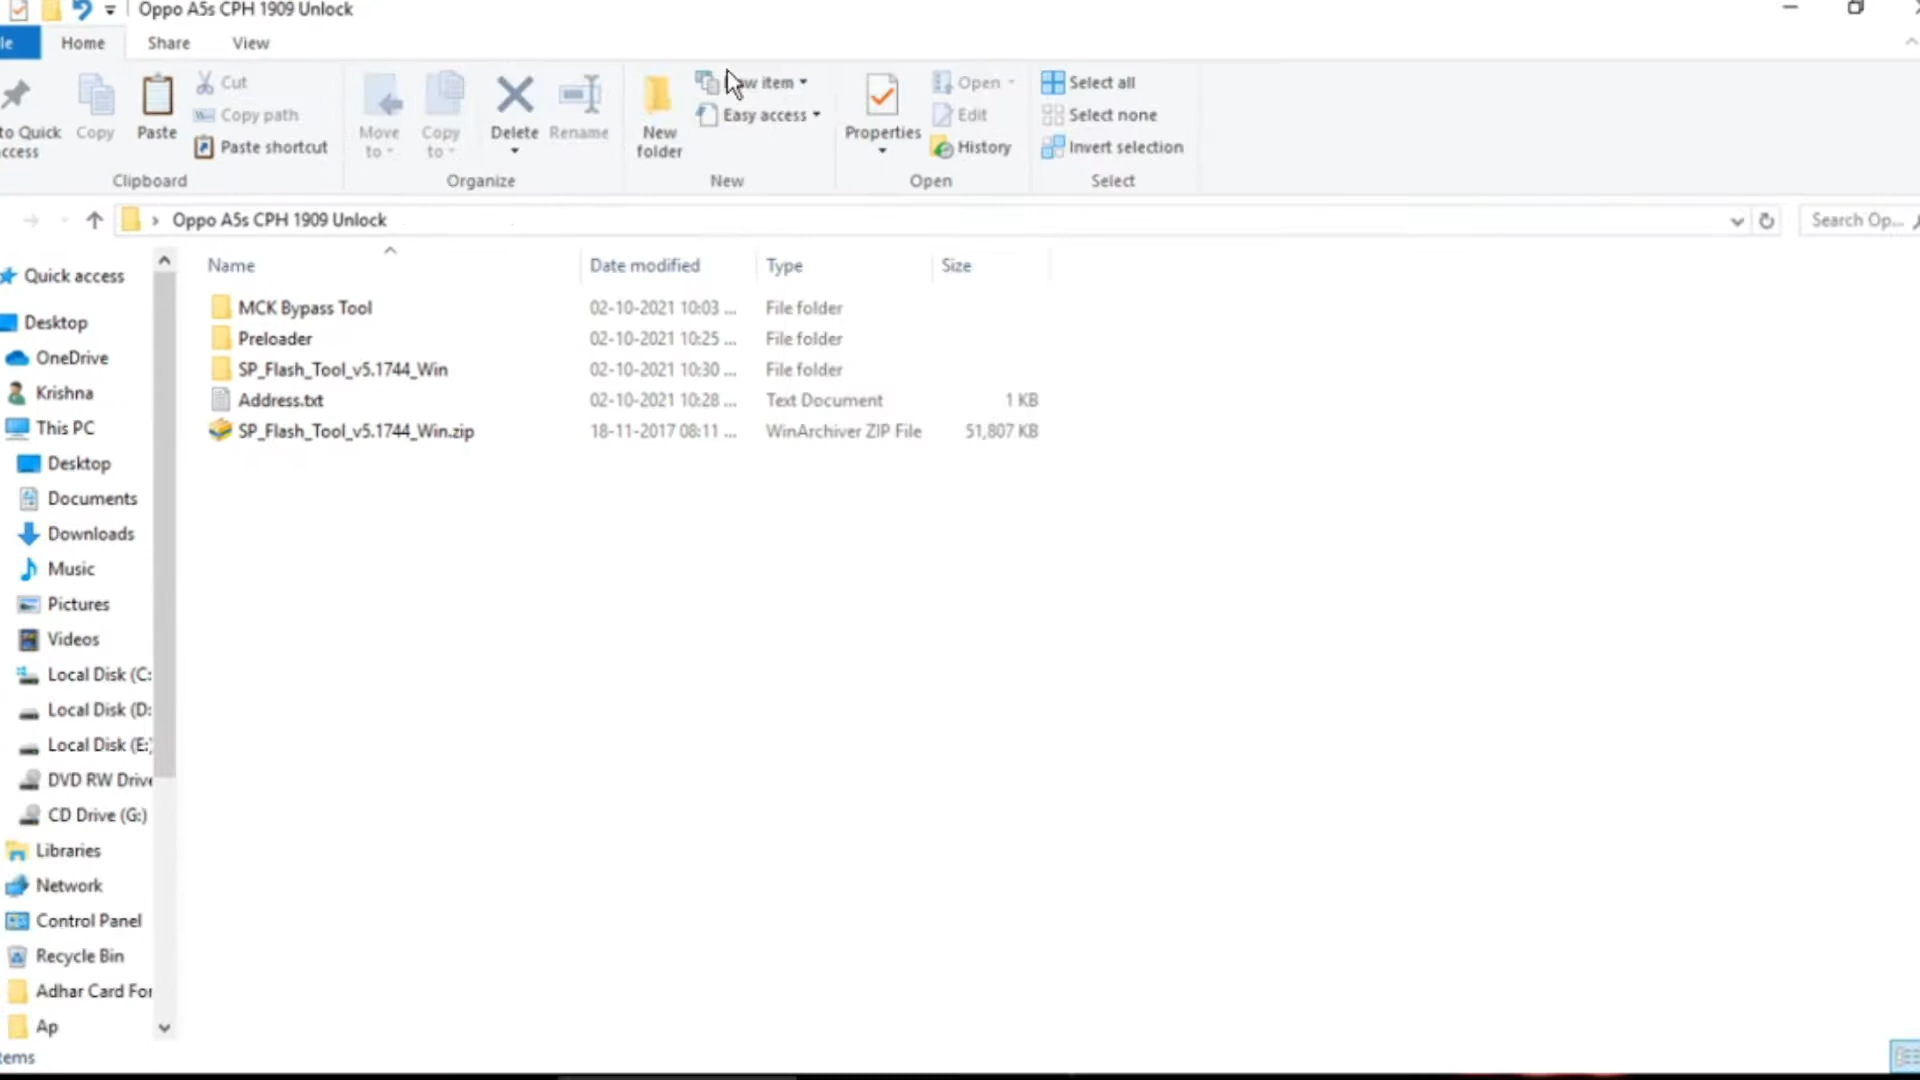 Oppo A5s CPH 1909 Unlock
le Home Share View
to Quick
ccess
Copy
Paste
Cut
Copy path
Paste shortcut
Clipboard
Move
to
Copy
to
Delete
Rename
Organize
New
folder
w item
Easy access
New
Properties
Open
Edit
History
Open
Select all
Select none
Invert selection
Select
Oppo A5s CPH 1909 Unlock
Search Op...
Name Date modified Type Size
MCK Bypass Tool 02-10-2021 10:03 ... File folder
Preloader 02-10-2021 10:25 ... File folder
SP_Flash_Tool_v5.1744_Win 02-10-2021 10:30 ... File folder
Address.txt 02-10-2021 10:28 ... Text Document 1 KB
SP_Flash_Tool_v5.1744_Win.zip 18-11-2017 08:11 ... WinArchiver ZIP File 51,807 KB
Quick access
Desktop
OneDrive
Krishna
This PC
Desktop
Documents
Downloads
Music
Pictures
Videos
Local Disk (C:
Local Disk (D:
Local Disk (E:
DVD RW Drive
CD Drive (G:)
Libraries
Network
Control Panel
Recycle Bin
Adhar Card For
Ap
tems